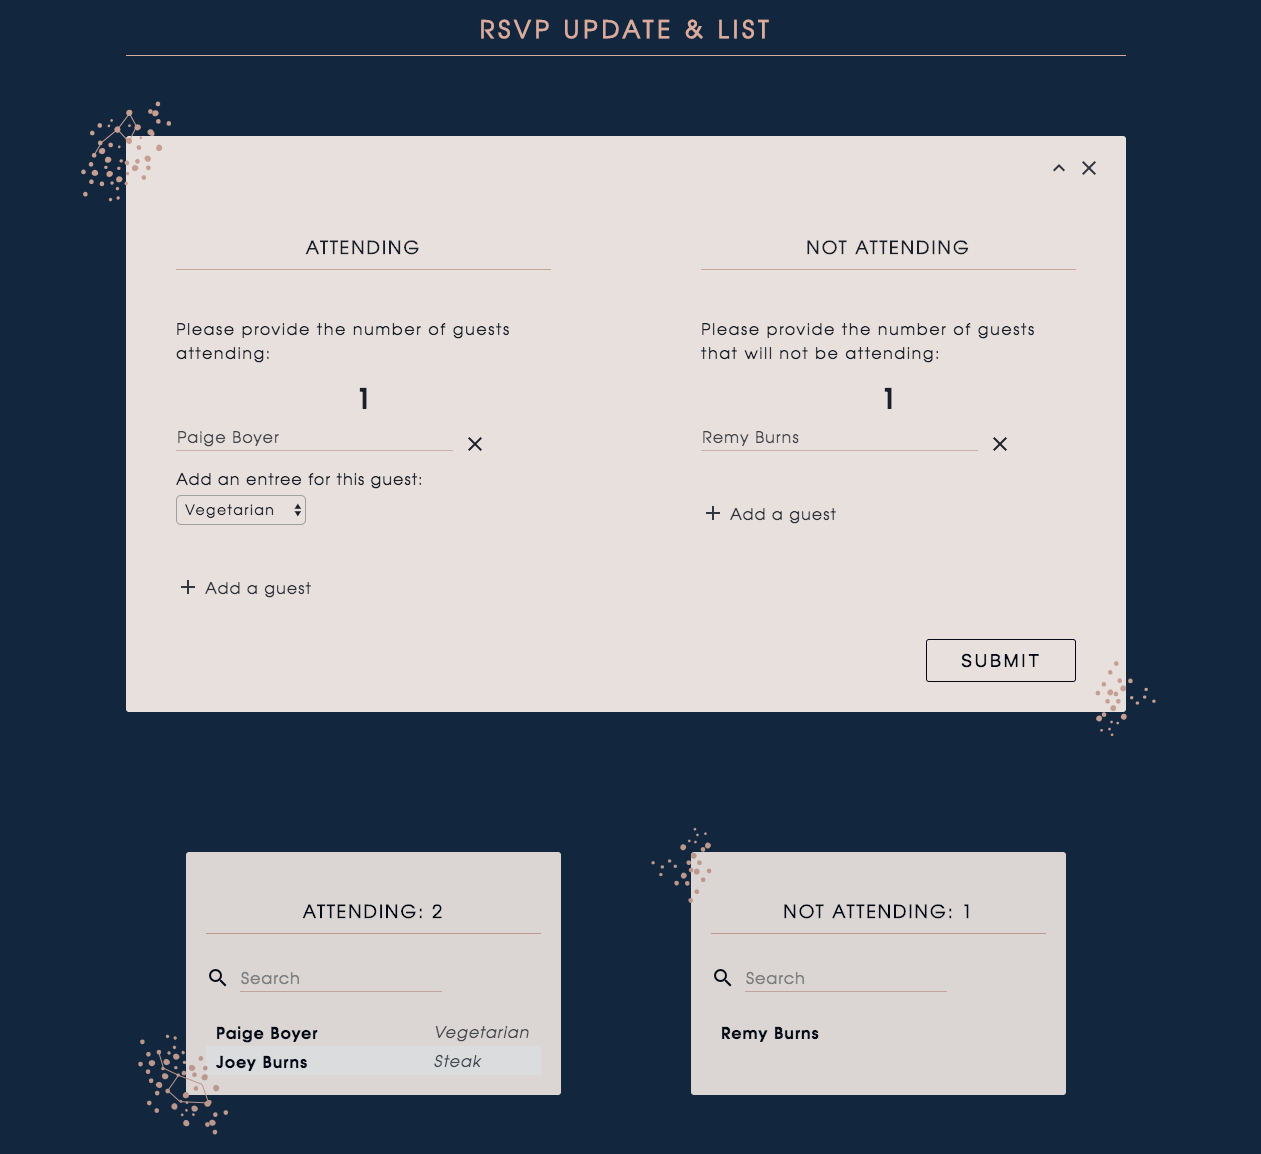 RSVP UPDATE & LIST
ATTENDING
Please provide the number of guests
attending:
1
Paige Boyer
Add an entree for this guest:
Vegetarian
+ Add a guest
NOT ATTENDING
Please provide the number of guests
that will not be attending:
1
Remy Burns
+ Add a guest
SUBMIT
ATTENDING: 2
Search
Paige Boyer Vegetarian
Joey Burns Steak
NOT ATTENDING: 1
Search
Remy Burns